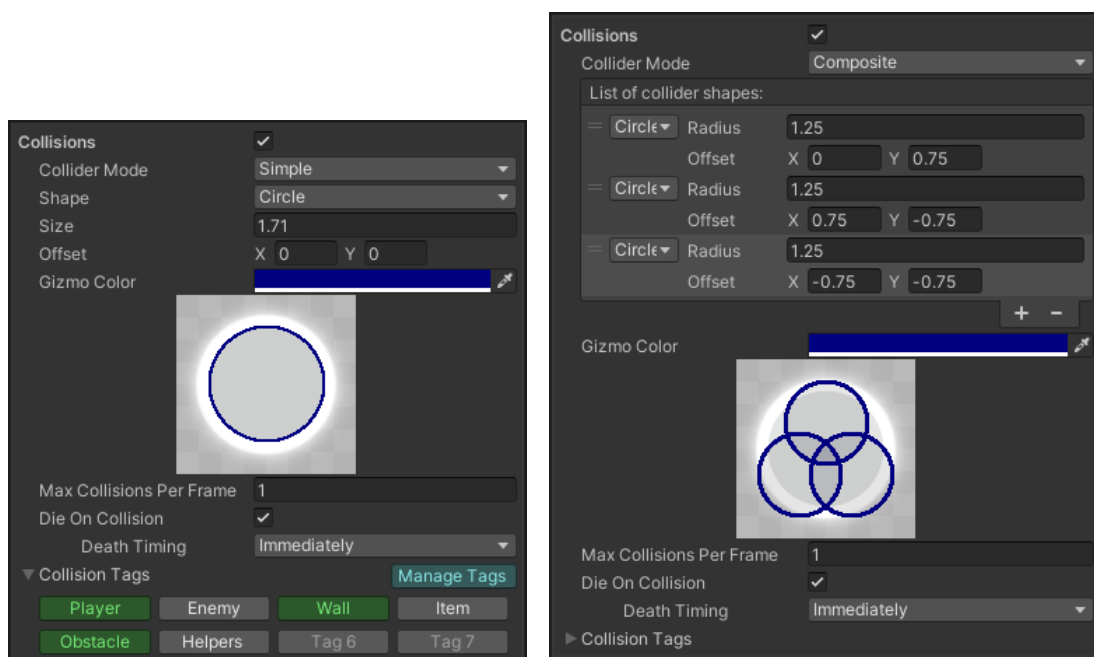 Collisions
Collider Mode Simple
Shape Circle
Size 1.71
Offset X 0 Y 0
Gizmo Color
Max Collisions Per Frame 1
Die On Collision
Death Timing Immediately
Collision Tags Manage Tags
Player Enemy Wall Item
Obstacle Helpers Tag 6 Tag 7
Collisions
Collider Mode Composite
List of collider shapes:
Circle Radius 1.25
Offset X 0 Y 0.75
Circle Radius 1.25
Offset X 0.75 Y -0.75
Circle Radius 1.25
Offset X -0.75 Y -0.75
+ -
Gizmo Color
Max Collisions Per Frame 1
Die On Collision
Death Timing Immediately
Collision Tags